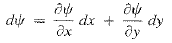 dψ = ∂ψ/∂x dx + ∂ψ/∂y dy